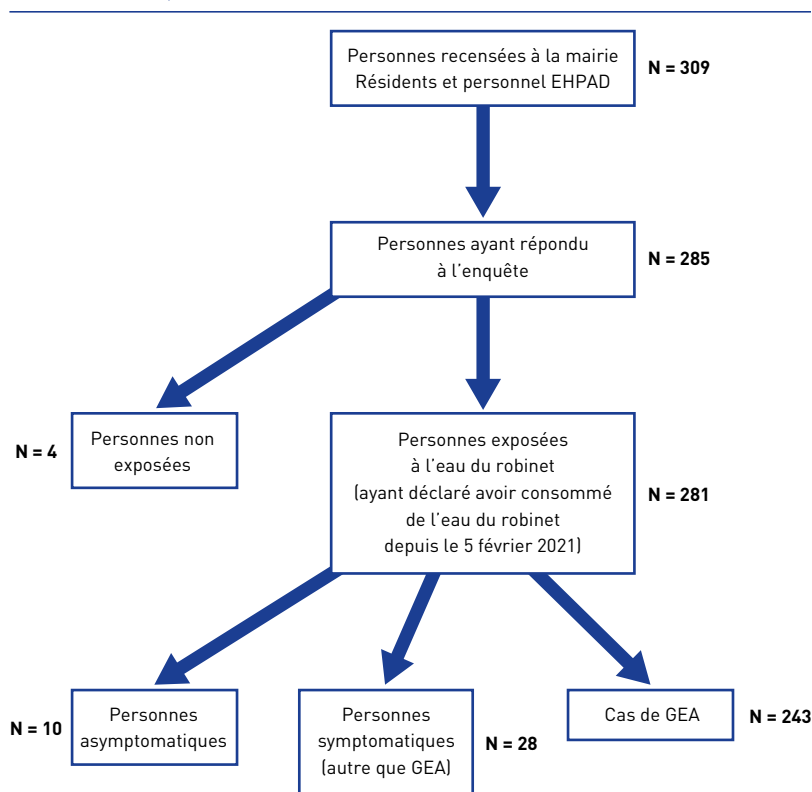 Personnes recensées à la mairie
Résidents et personnel EHPAD
N = 309
Personnes ayant répondu
à l'enquête
N = 285
N = 4
Personnes non
exposées
Personnes exposées
à l'eau du robinet
(ayant déclaré avoir consommé
de l'eau du robinet
depuis le 5 février 2021)
N = 281
N = 10
Personnes
asymptomatiques
Personnes
symptomatiques
(autre que GEA)
N = 28
Cas de GEA
N = 243